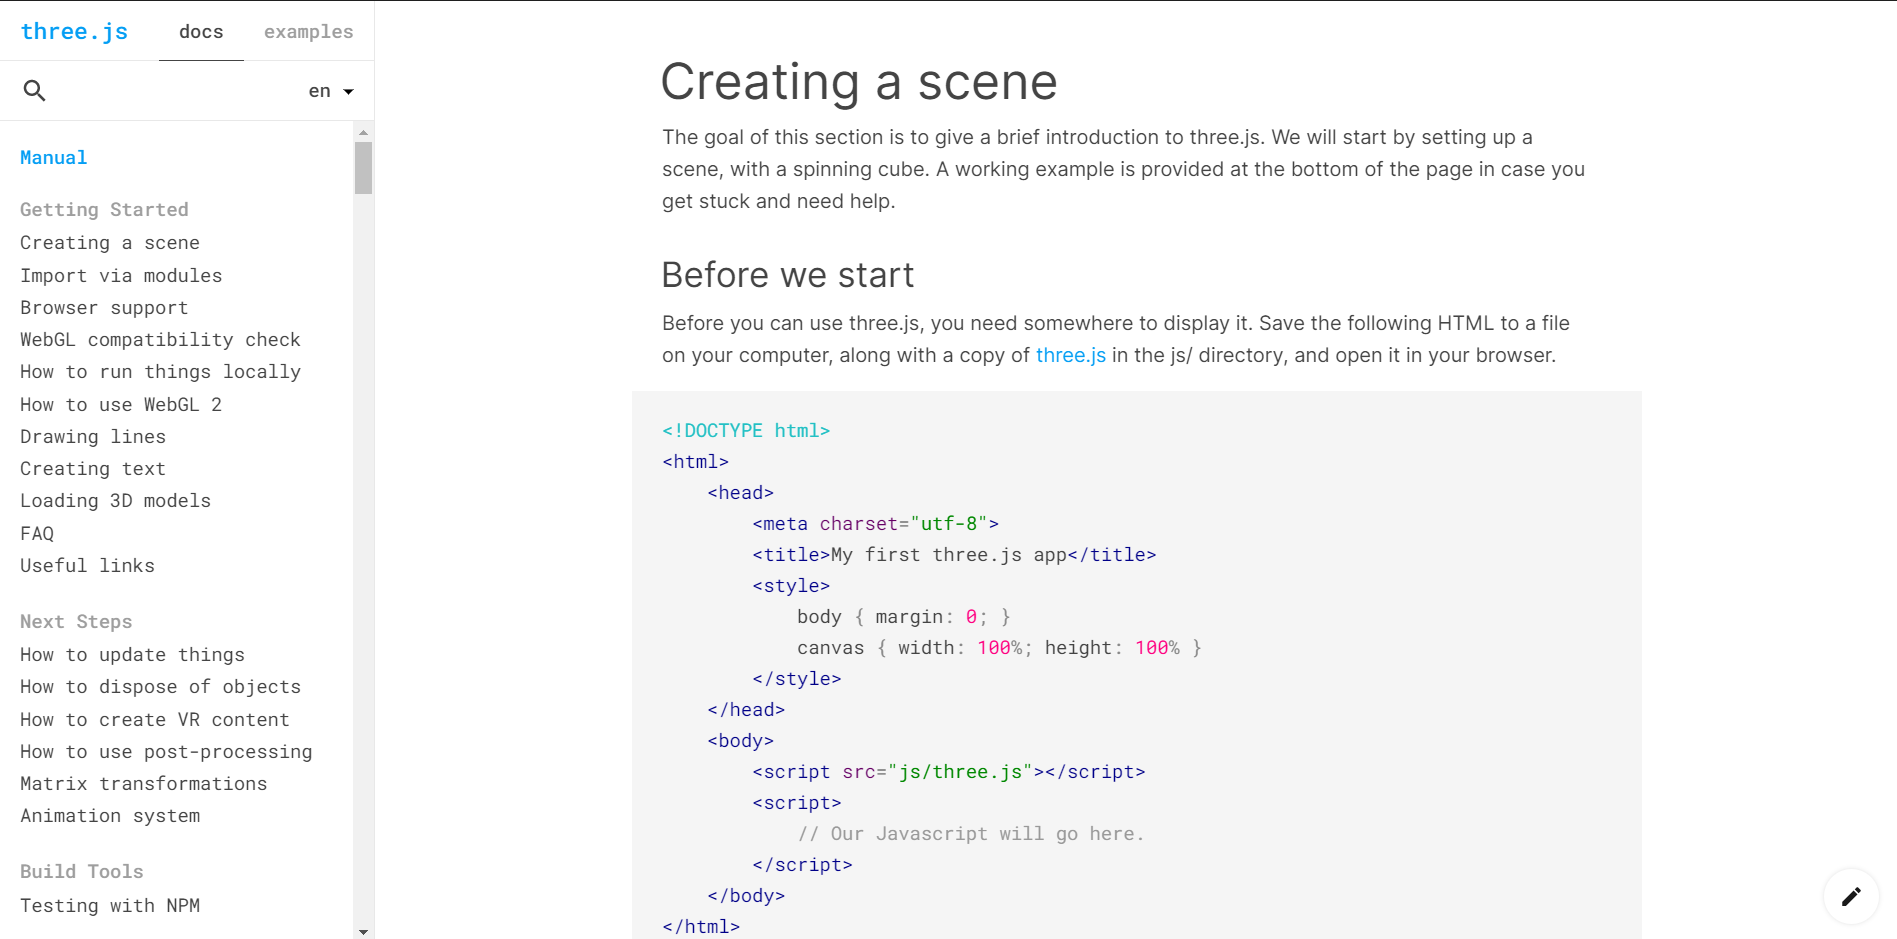 three.js docs examples
en
Manual
Getting Started
Creating a scene
Import via modules
Browser support
WebGL compatibility check
How to run things locally
How to use WebGL 2
Drawing lines
Creating text
Loading 3D models
FAQ
Useful links
Next Steps
How to update things
How to dispose of objects
How to create VR content
How to use post-processing
Matrix transformations
Animation system
Build Tools
Testing with NPM
Creating a scene
The goal of this section is to give a brief introduction to three.js. We will start by setting up a
scene, with a spinning cube. A working example is provided at the bottom of the page in case you
get stuck and need help.
Before we start
Before you can use three.js, you need somewhere to display it. Save the following HTML to a file
on your computer, along with a copy of three.js in the js/ directory, and open it in your browser.
<!DOCTYPE html>
<html>
<head>
<meta charset="utf-8">
<title>My first three.js app</title>
<style>
body { margin: 0; }
canvas { width: 100%; height: 100% }
</style>
</head>
<body>
<script src="js/three.js"></script>
<script>
// Our Javascript will go here.
</script>
</body>
</html>